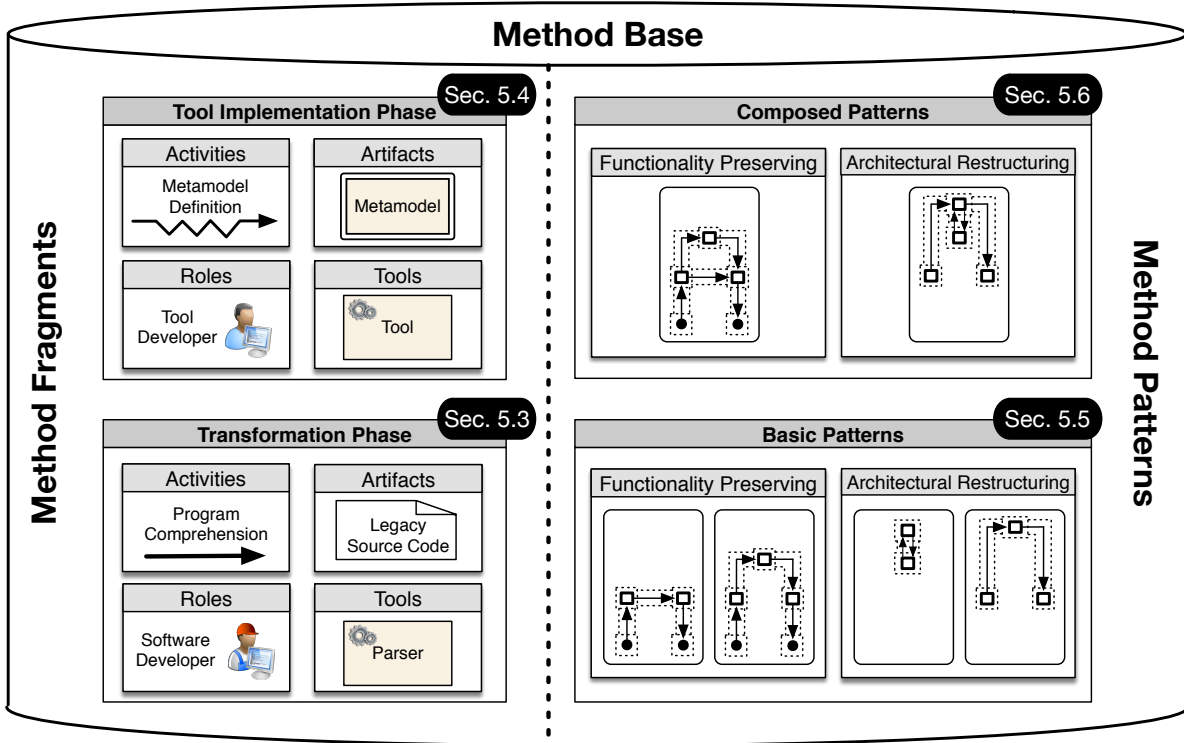 Method Base
Method Fragments
Sec. 5.4
Tool Implementation Phase
Activities
Metamodel
Definition
Artifacts
Metamodel
Roles
Tool
Developer
Tools
Tool
Sec. 5.3
Transformation Phase
Activities
Program
Comprehension
Artifacts
Legacy
Source Code
Roles
Software
Developer
Tools
Parser
Sec. 5.6
Composed Patterns
Functionality Preserving
Architectural Restructuring
Sec. 5.5
Basic Patterns
Functionality Preserving
Architectural Restructuring
Method Patterns